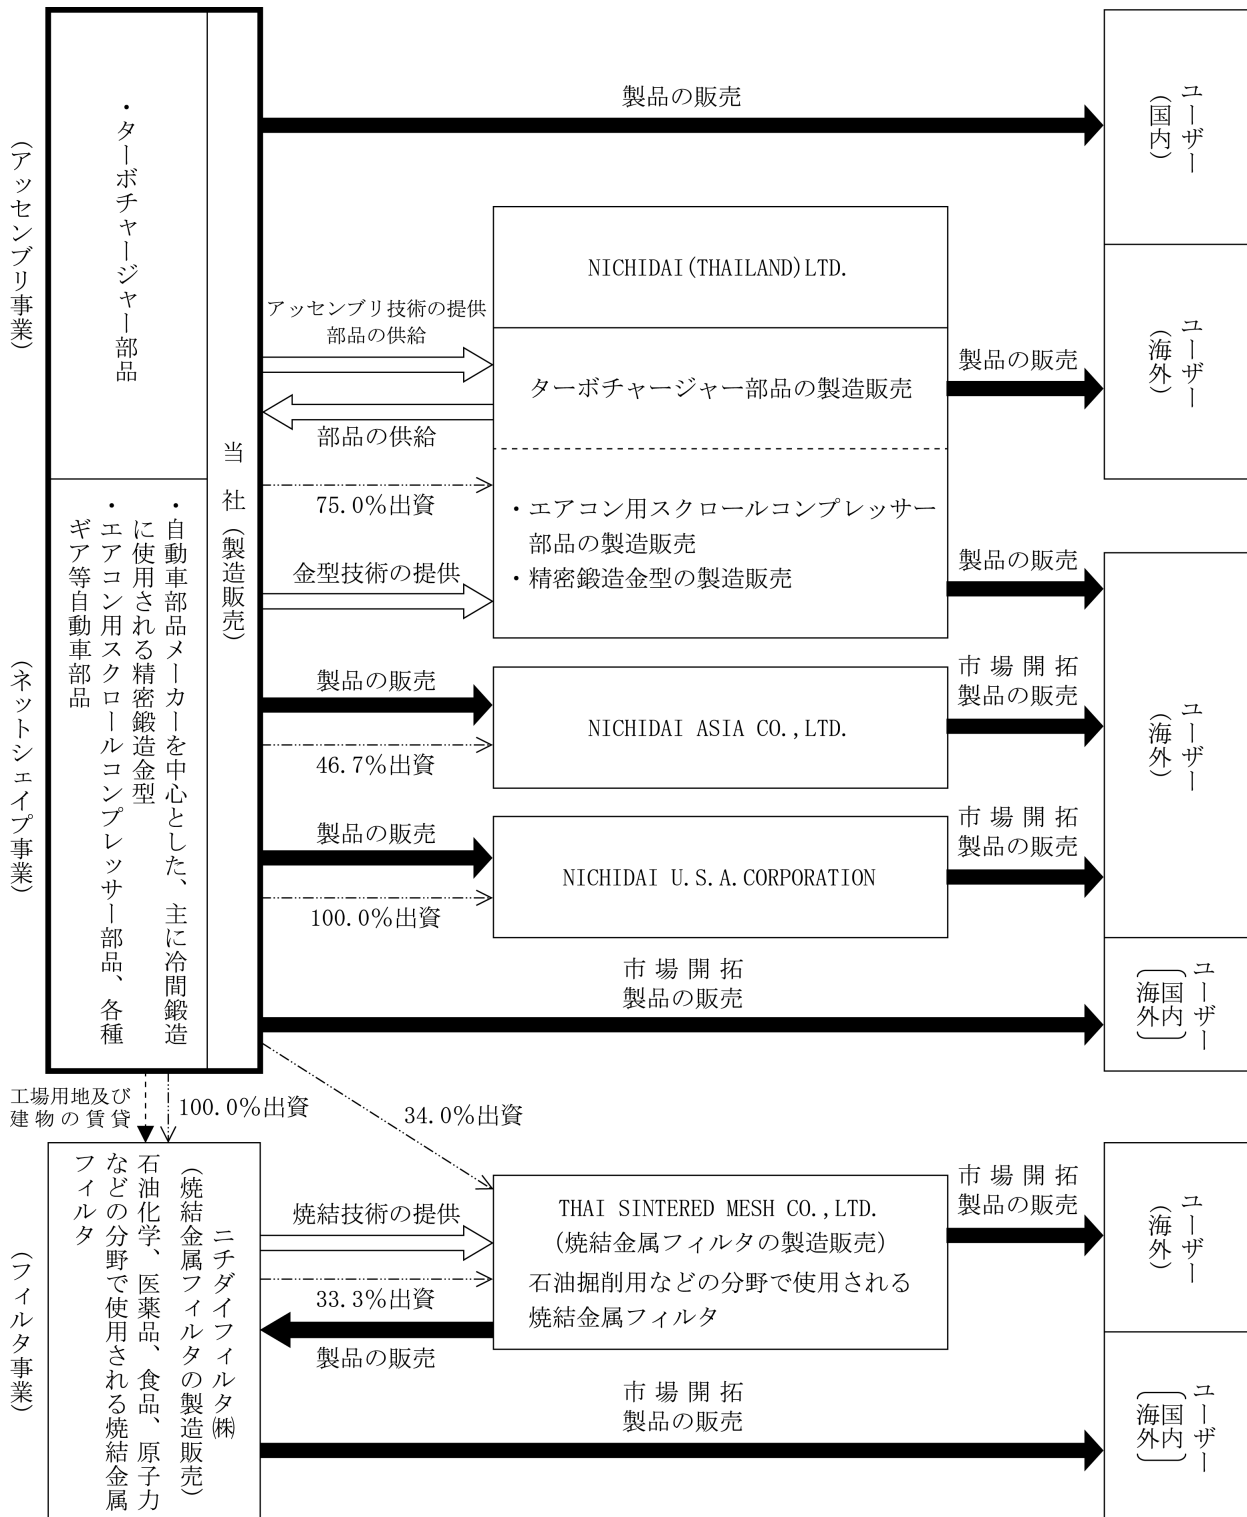 (アッセンブリ事業)
・ターボチャージャー部品
当社(製造販売)
製品の販売
ユーザー
(国内)
NICHIDAI(THAILAND)LTD.
アッセンブリ技術の提供
部品の供給
ターボチャージャー部品の製造販売
製品の販売
ユーザー
(海外)
部品の供給
75.0%出資
・エアコン用スクロールコンプレッサー
部品の製造販売
・精密鍛造金型の製造販売
金型技術の提供
製品の販売
(ネットシェイプ事業)
・自動車部品メーカーを中心とした、主に冷間鍛造
に使用される精密鍛造金型
・エアコン用スクロールコンプレッサー部品、各種
ギア等自動車部品
製品の販売
46.7%出資
NICHIDAI ASIA CO.,LTD.
市場開拓
製品の販売
ユーザー
(海外)
製品の販売
100.0%出資
NICHIDAI U.S.A.CORPORATION
市場開拓
製品の販売
市場開拓
製品の販売
ユーザー
(国内
海外)
工場用地及び
建物の賃貸
100.0%出資
34.0%出資
(フィルタ事業)
ニチダイフィルタ㈱
(焼結金属フィルタの製造販売)
石油化学、医薬品、食品、原子力
などの分野で使用される焼結金属
フィルタ
焼結技術の提供
33.3%出資
製品の販売
THAI SINTERED MESH CO.,LTD.
(焼結金属フィルタの製造販売)
石油掘削用などの分野で使用される
焼結金属フィルタ
市場開拓
製品の販売
ユーザー
(海外)
市場開拓
製品の販売
ユーザー
(国内
海外)